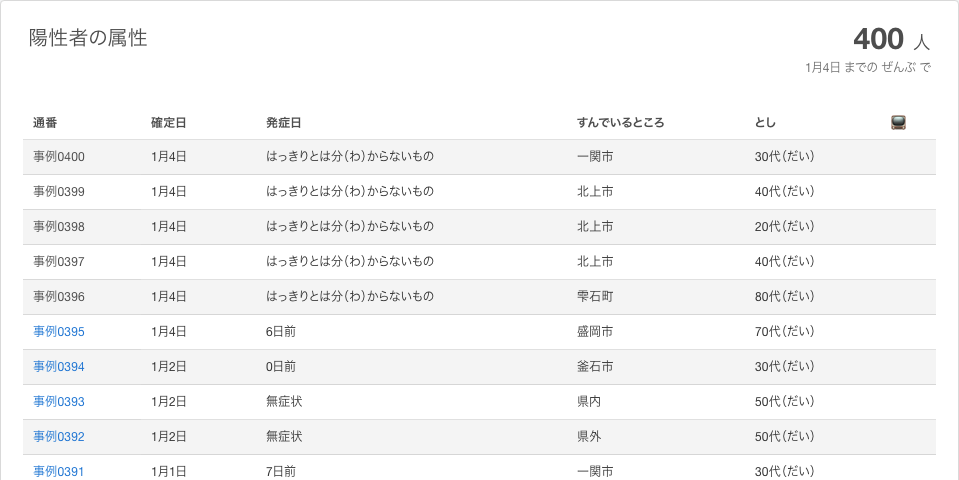 陽性者の属性
400 人
1月4日 までの ぜんぶ で
通番 確定日 発症日 すんでいるところ とし
事例0400 1月4日 はっきりとは分(わ)からないもの 一関市 30代(だい)
事例0399 1月4日 はっきりとは分(わ)からないもの 北上市 40代(だい)
事例0398 1月4日 はっきりとは分(わ)からないもの 北上市 20代(だい)
事例0397 1月4日 はっきりとは分(わ)からないもの 北上市 40代(だい)
事例0396 1月4日 はっきりとは分(わ)からないもの 雫石町 80代(だい)
事例0395 1月4日 6日前 盛岡市 70代(だい)
事例0394 1月2日 0日前 釜石市 30代(だい)
事例0393 1月2日 無症状 県内 50代(だい)
事例0392 1月2日 無症状 県外 50代(だい)
事例0391 1月1日 7日前 一関市 30代(だい)